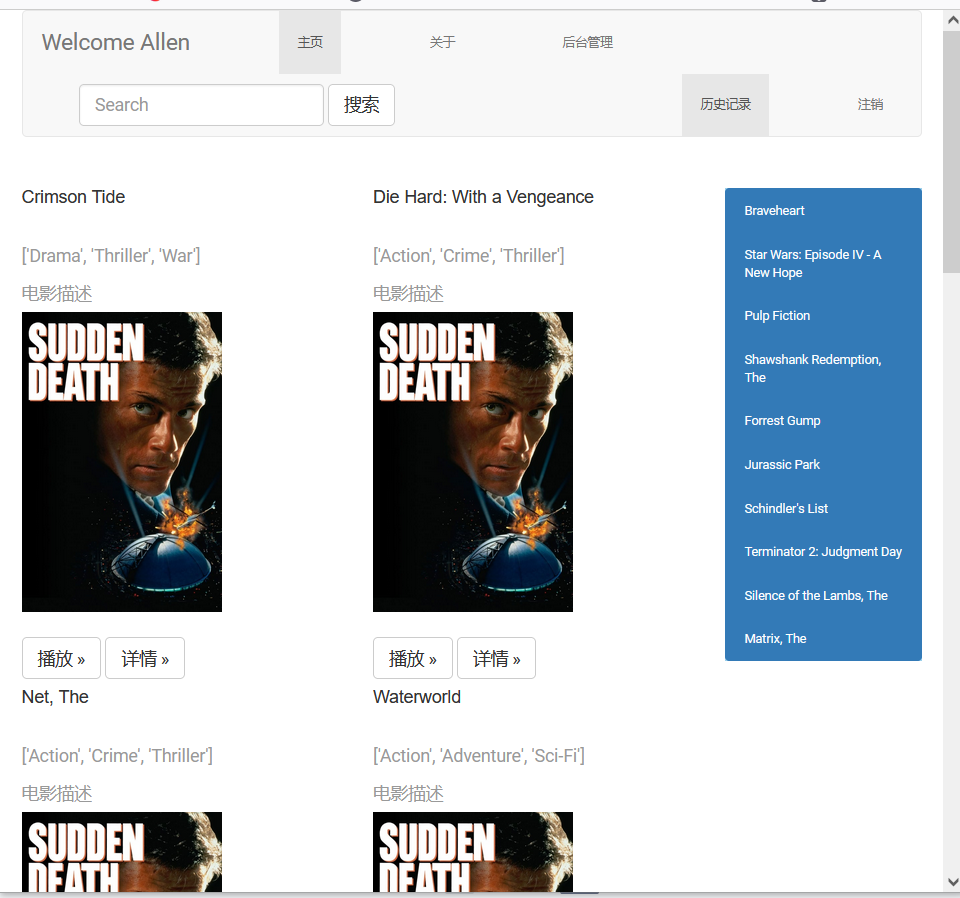 Welcome Allen
主页
关于
后台管理
Search
搜索
历史记录
注销
Crimson Tide
['Drama', 'Thriller', 'War']
电影描述
SUDDEN
DEATH
播放 »
详情 »
Die Hard: With a Vengeance
['Action', 'Crime', 'Thriller']
电影描述
SUDDEN
DEATH
播放 »
详情 »
Net, The
['Action', 'Crime', 'Thriller']
电影描述
SUDDEN
DEATH
Waterworld
['Action', 'Adventure', 'Sci-Fi']
电影描述
SUDDEN
DEATH
Braveheart
Star Wars: Episode IV - A
New Hope
Pulp Fiction
Shawshank Redemption,
The
Forrest Gump
Jurassic Park
Schindler's List
Terminator 2: Judgment Day
Silence of the Lambs, The
Matrix, The